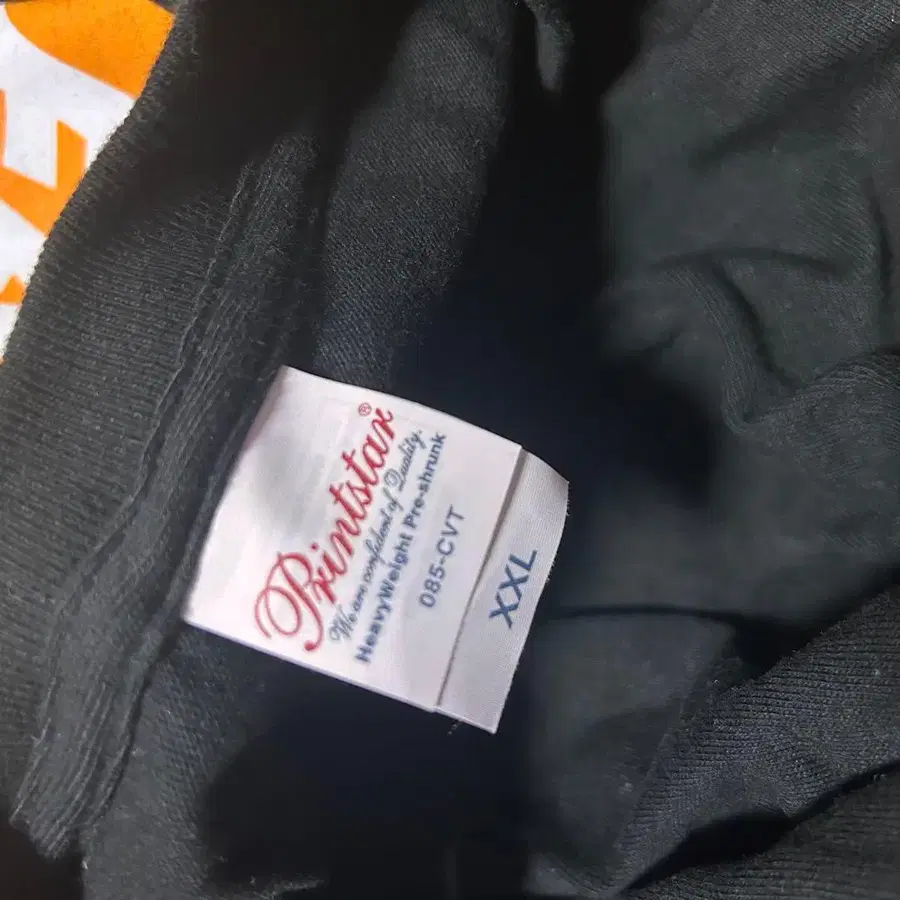 Printstar®
We are confident of Quality.
HeavyWeight Pre-shrunk
085-CVT
XXL